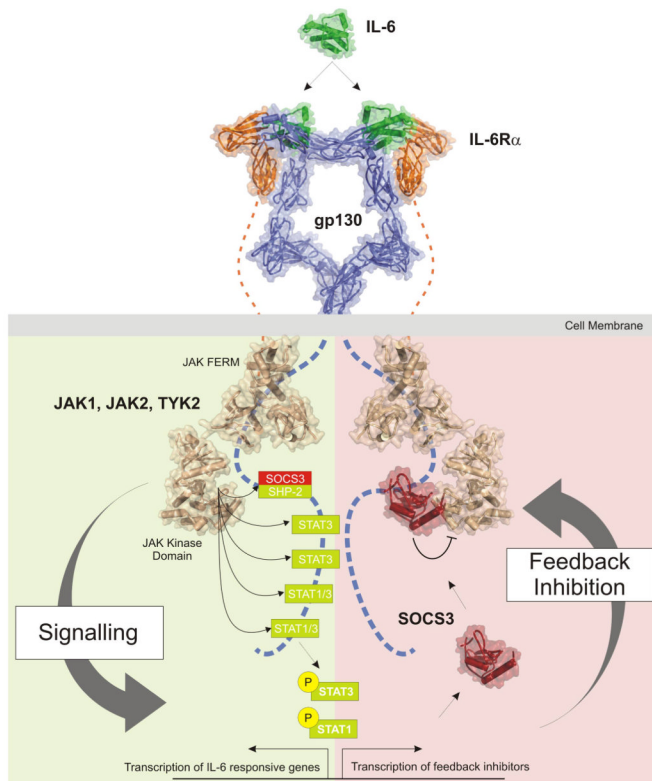 IL-6
IL-6Rα
gp130
Cell Membrane
JAK FERM
JAK1, JAK2, TYK2
SOCS3
SHP-2
STAT3
JAK Kinase
Domain
STAT3
STAT1/3
STAT1/3
Signalling
Feedback
Inhibition
SOCS3
P
STAT3
P
STAT1
Transcription of IL-6 responsive genes
Transcription of feedback inhibitors